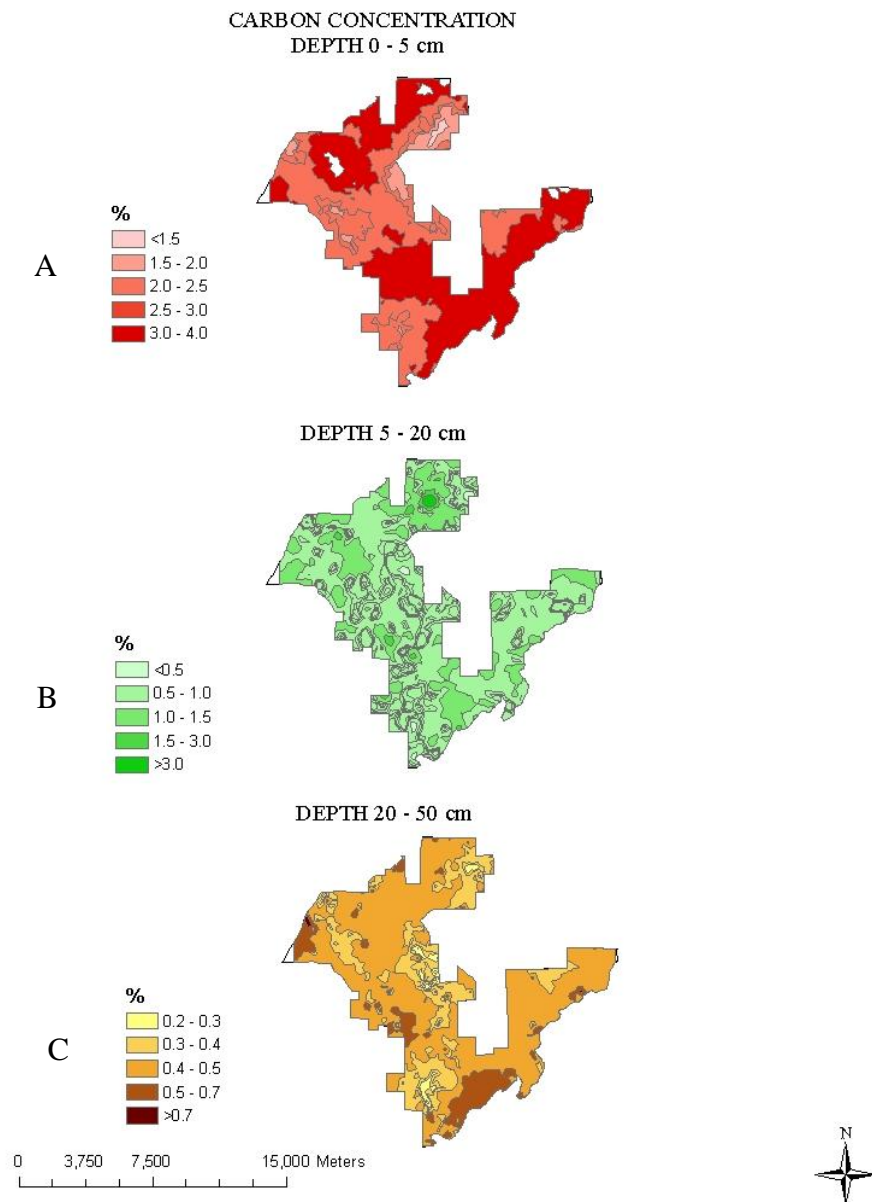 CARBON CONCENTRATION
DEPTH 0 - 5 cm
A
%
<1.5
1.5 - 2.0
2.0 - 2.5
2.5 - 3.0
3.0 - 4.0
DEPTH 5 - 20 cm
B
%
<0.5
0.5 - 1.0
1.0 - 1.5
1.5 - 3.0
>3.0
DEPTH 20 - 50 cm
C
%
0.2 - 0.3
0.3 - 0.4
0.4 - 0.5
0.5 - 0.7
>0.7
0 3,750 7,500 15,000 Meters
N